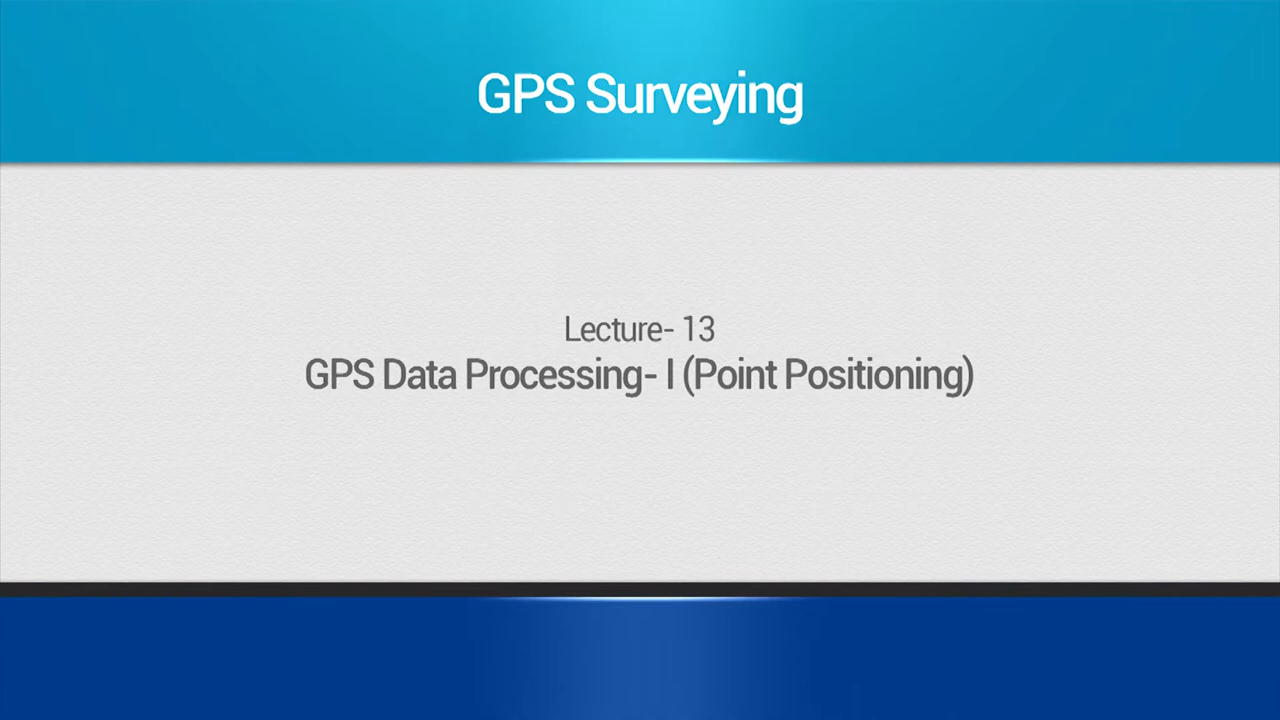 GPS Surveying
Lecture- 13
GPS Data Processing- I (Point Positioning)